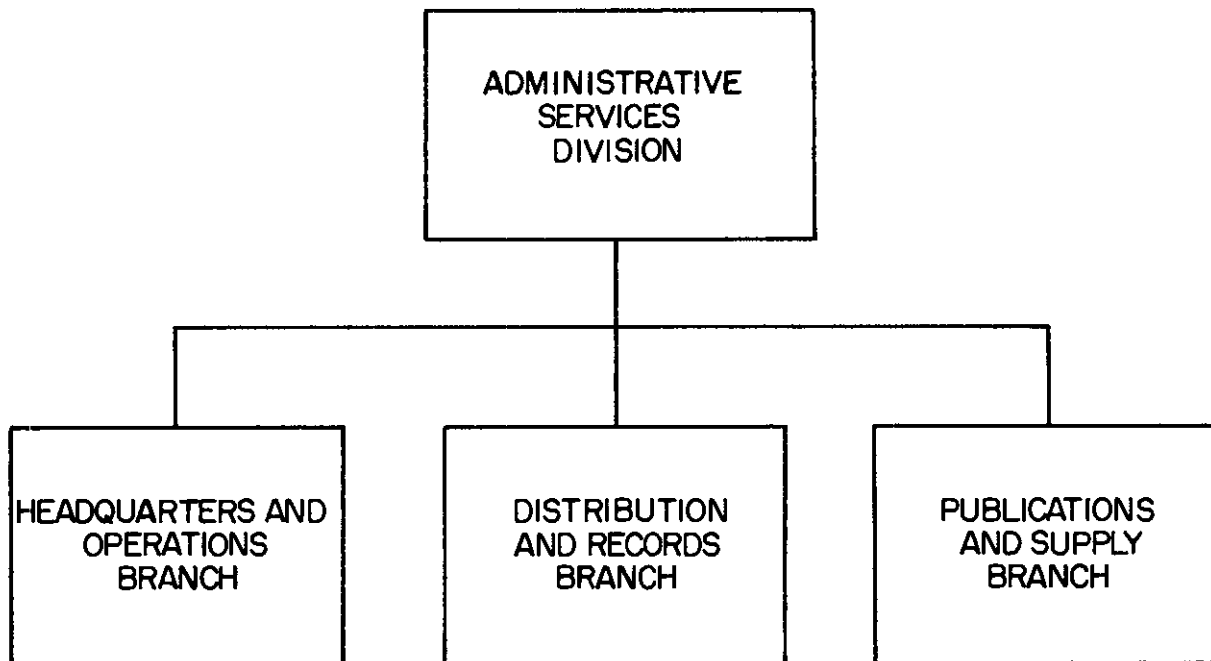 ADMINISTRATIVE
SERVICES
DIVISION
HEADQUARTERS AND
OPERATIONS
BRANCH
DISTRIBUTION
AND RECORDS
BRANCH
PUBLICATIONS
AND SUPPLY
BRANCH